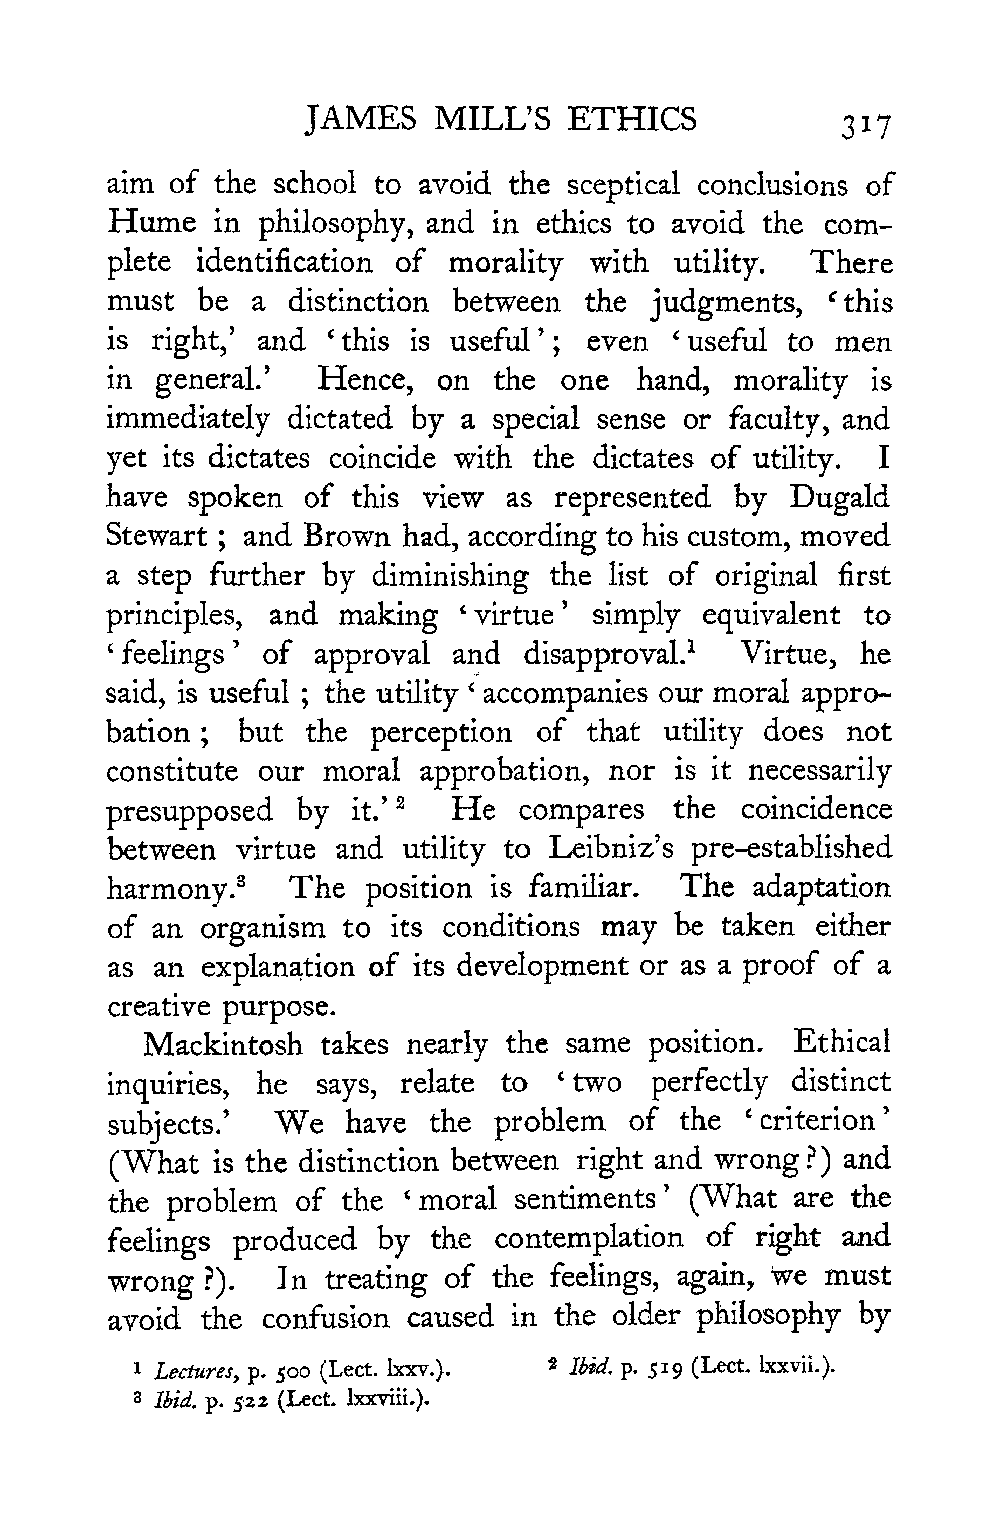 JAMES MILL'S ETHICS 317
aim of the school to avoid the sceptical conclusions of
Hume in philosophy, and in ethics to avoid the com-
plete identification of morality with utility. There
must be a distinction between the judgments, ‘this
is right,’ and ‘this is useful’; even ‘useful to men
in general.’ Hence, on the one hand, morality is
immediately dictated by a special sense or faculty, and
yet its dictates coincide with the dictates of utility. I
have spoken of this view as represented by Dugald
Stewart; and Brown had, according to his custom, moved
a step further by diminishing the list of original first
principles, and making ‘virtue’ simply equivalent to
‘feelings’ of approval and disapproval.¹ Virtue, he
said, is useful; the utility ‘accompanies our moral appro-
bation; but the perception of that utility does not
constitute our moral approbation, nor is it necessarily
presupposed by it.’² He compares the coincidence
between virtue and utility to Leibniz's pre-established
harmony.³ The position is familiar. The adaptation
of an organism to its conditions may be taken either
as an explanation of its development or as a proof of a
creative purpose.
Mackintosh takes nearly the same position. Ethical
inquiries, he says, relate to ‘two perfectly distinct
subjects.’ We have the problem of the ‘criterion’
(What is the distinction between right and wrong?) and
the problem of the ‘moral sentiments’ (What are the
feelings produced by the contemplation of right and
wrong?). In treating of the feelings, again, we must
avoid the confusion caused in the older philosophy by
¹ Lectures, p. 500 (Lect. lxxv.). ² Ibid. p. 519 (Lect. lxxvii.).
³ Ibid. p. 522 (Lect. lxxviii.).